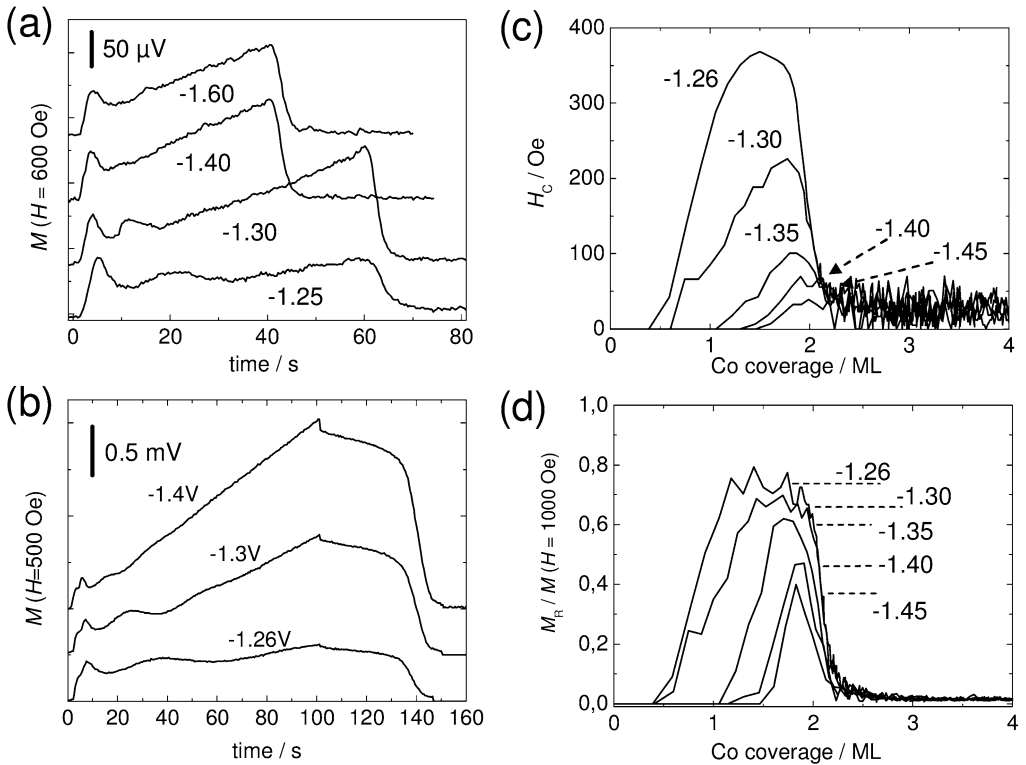 (a)
50 µV
-1.60
-1.40
-1.30
-1.25
M (H = 600 Oe)
0 20 40 60 80
time / s
(b)
0.5 mV
-1.4V
-1.3V
-1.26V
M (H=500 Oe)
0 20 40 60 80 100 120 140 160
time / s
(c)
400
300
200
100
0
-1.26
-1.30
-1.35
-1.40
-1.45
HC / Oe
0 1 2 3 4
Co coverage / ML
(d)
1,0
0,8
0,6
0,4
0,2
0,0
-1.26
-1.30
-1.35
-1.40
-1.45
MR / M (H = 1000 Oe)
0 1 2 3 4
Co coverage / ML